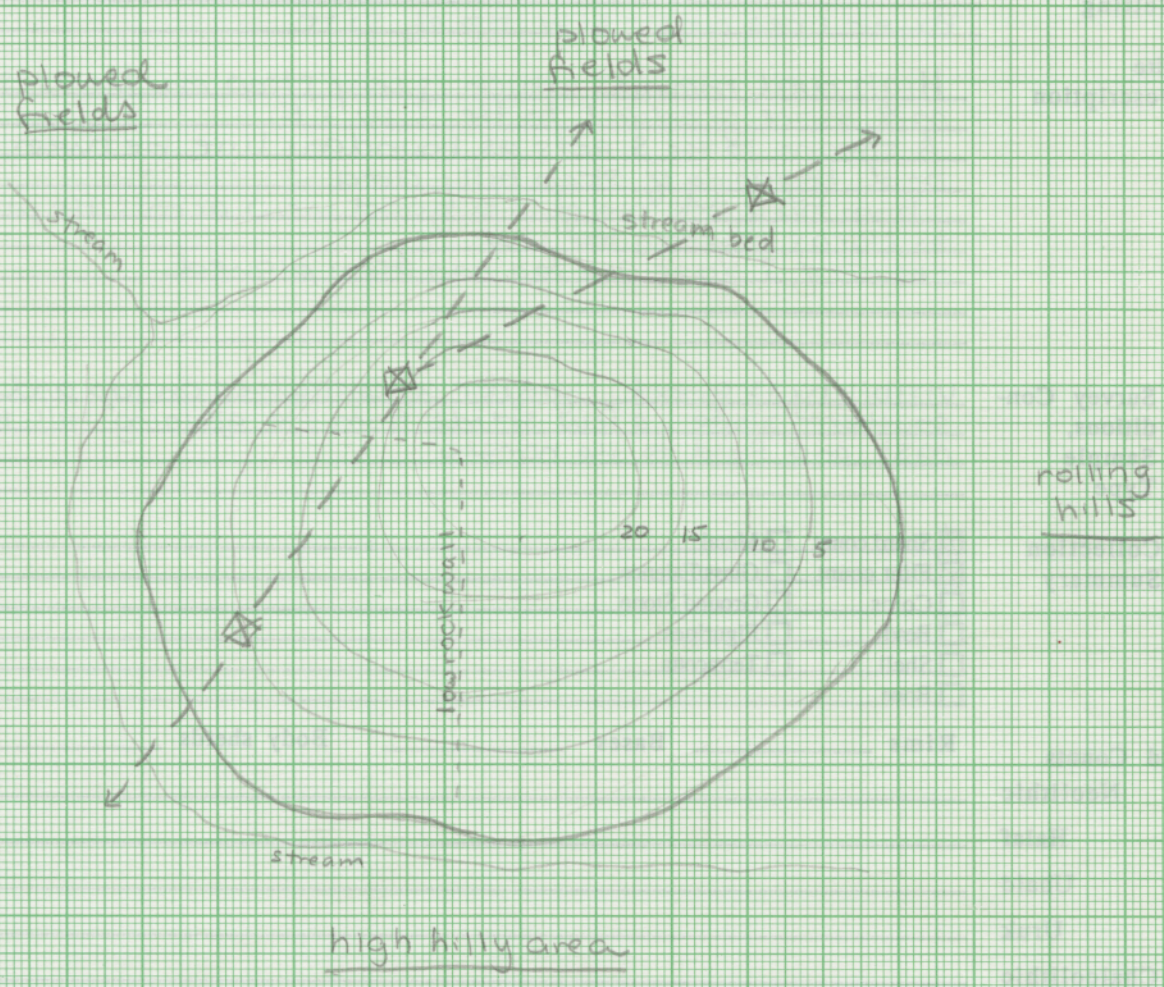 plowed
fields
plowed
fields
stream
stream bed
rolling
hills
20 15 10 5
low rock wall
stream
high hilly area